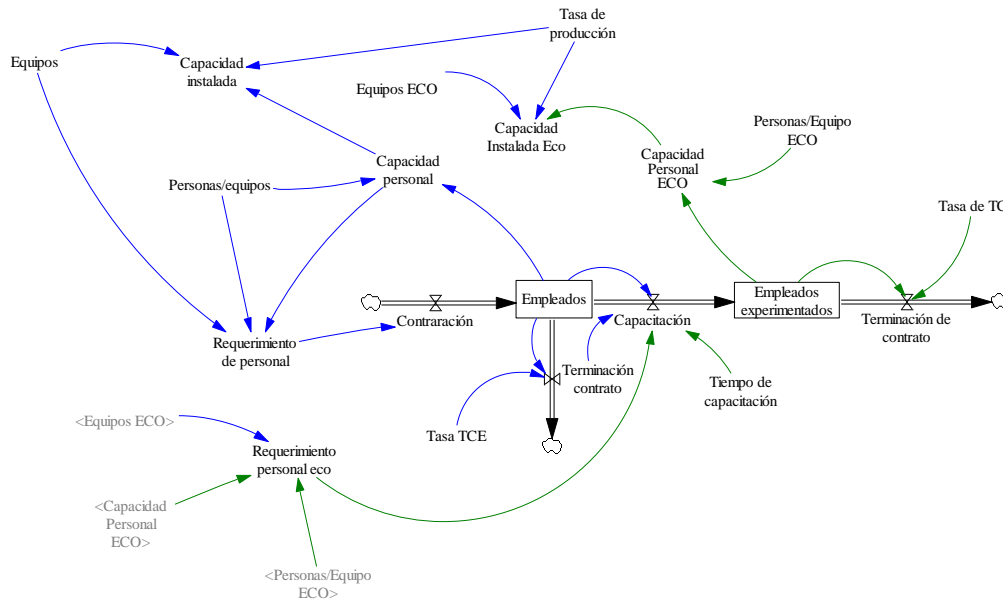 Tasa de
producción
Equipos
Capacidad
instalada
Equipos ECO
Capacidad
Instalada Eco
Personas/Equipo
ECO
Capacidad
Personal
ECO
Capacidad
personal
Personas/equipos
Tasa de TC
Empleados
Empleados
experimentados
Contraración
Capacitación
Terminación de
contrato
Requerimiento
de personal
Terminación
contrato
Tiempo de
capacitación
<Equipos ECO>
Tasa TCE
Requerimiento
personal eco
<Capacidad
Personal
ECO>
<Personas/Equipo
ECO>